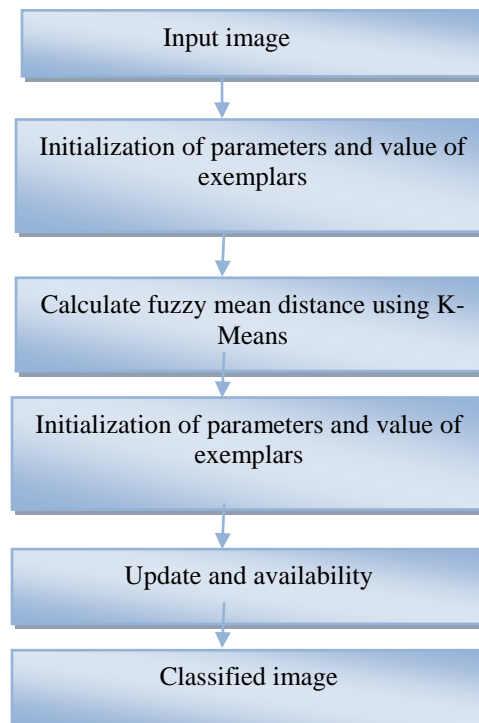 Input image
Initialization of parameters and value of
exemplars
Calculate fuzzy mean distance using K-
Means
Initialization of parameters and value of
exemplars
Update and availability
Classified image